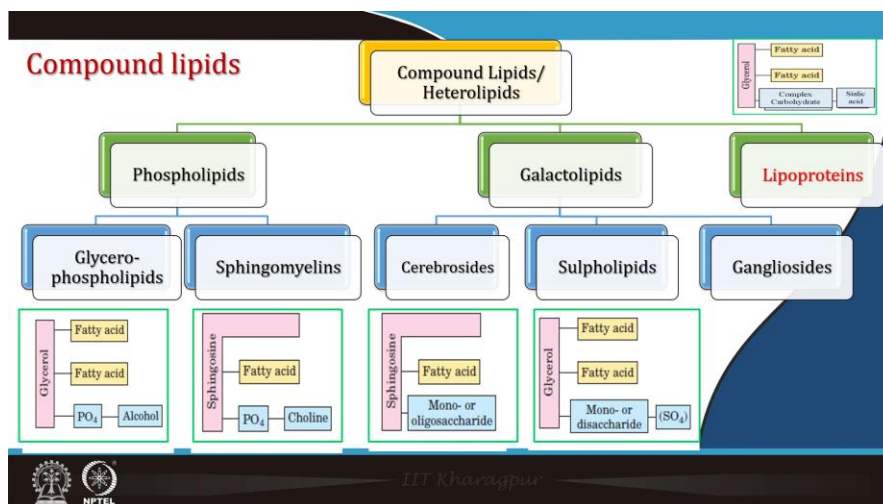 Compound lipids
Compound Lipids/
Heterolipids
Glycerol
Fatty acid
Fatty acid
Complex
Carbohydrate
Sialic
acid
Phospholipids
Galactolipids
Lipoproteins
Glycero-
phospholipids
Sphingomyelins
Cerebrosides
Sulpholipids
Gangliosides
Glycerol
Fatty acid
Fatty acid
PO4
Alcohol
Sphingosine
Fatty acid
PO4
Choline
Sphingosine
Fatty acid
Mono- or
oligosaccharide
Glycerol
Fatty acid
Fatty acid
Mono- or
disaccharide
(SO4)
IIT Kharagpur
NPTEL